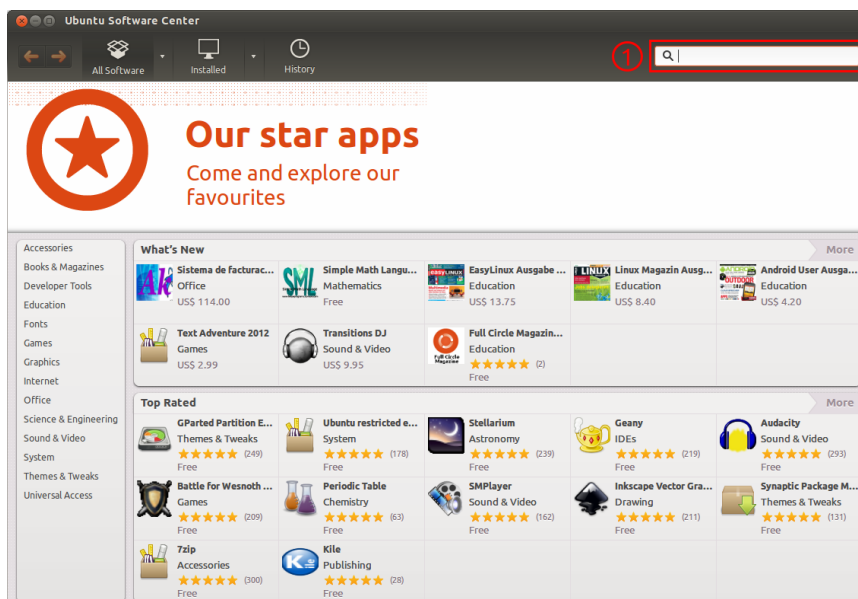 Ubuntu Software Center
All Software
Installed
History
1
Our star apps
Come and explore our
favourites
Accessories
Books & Magazines
Developer Tools
Education
Fonts
Games
Graphics
Internet
Office
Science & Engineering
Sound & Video
System
Themes & Tweaks
Universal Access
What's New
More
Sistema de facturac...
Office
US$ 114.00
SML
Simple Math Langu...
Mathematics
Free
EasyLinux Ausgabe ...
Education
US$ 13.75
LINUX
Linux Magazin Ausg...
Education
US$ 8.40
Android User Ausga...
Education
US$ 4.20
Text Adventure 2012
Games
US$ 2.99
Transitions DJ
Sound & Video
US$ 9.95
Full Circle Magazine
Full Circle Magazin...
Education
(2)
Free
Top Rated
More
GParted Partition E...
Themes & Tweaks
(249)
Free
Ubuntu restricted e...
System
(178)
Free
Stellarium
Astronomy
(239)
Free
Geany
IDEs
(219)
Free
Audacity
Sound & Video
(293)
Free
Battle for Wesnoth ...
Games
(209)
Free
Periodic Table
Chemistry
(63)
Free
SMPlayer
Sound & Video
(162)
Free
Inkscape Vector Gra...
Drawing
(211)
Free
Synaptic Package M...
Themes & Tweaks
(131)
Free
7zip
Accessories
(300)
Free
Kile
Publishing
(28)
Free